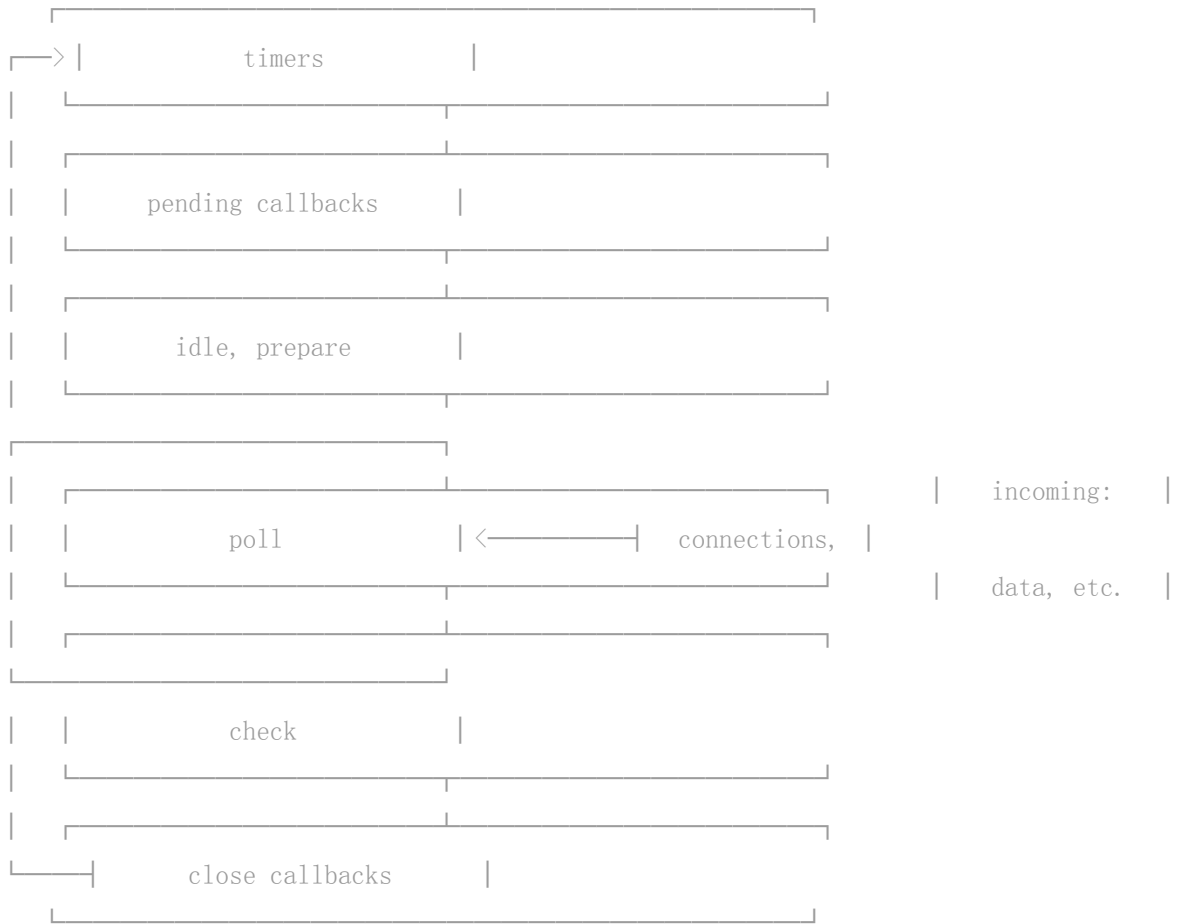 timers
pending callbacks
idle, prepare
incoming:
poll connections,
data, etc.
check
close callbacks